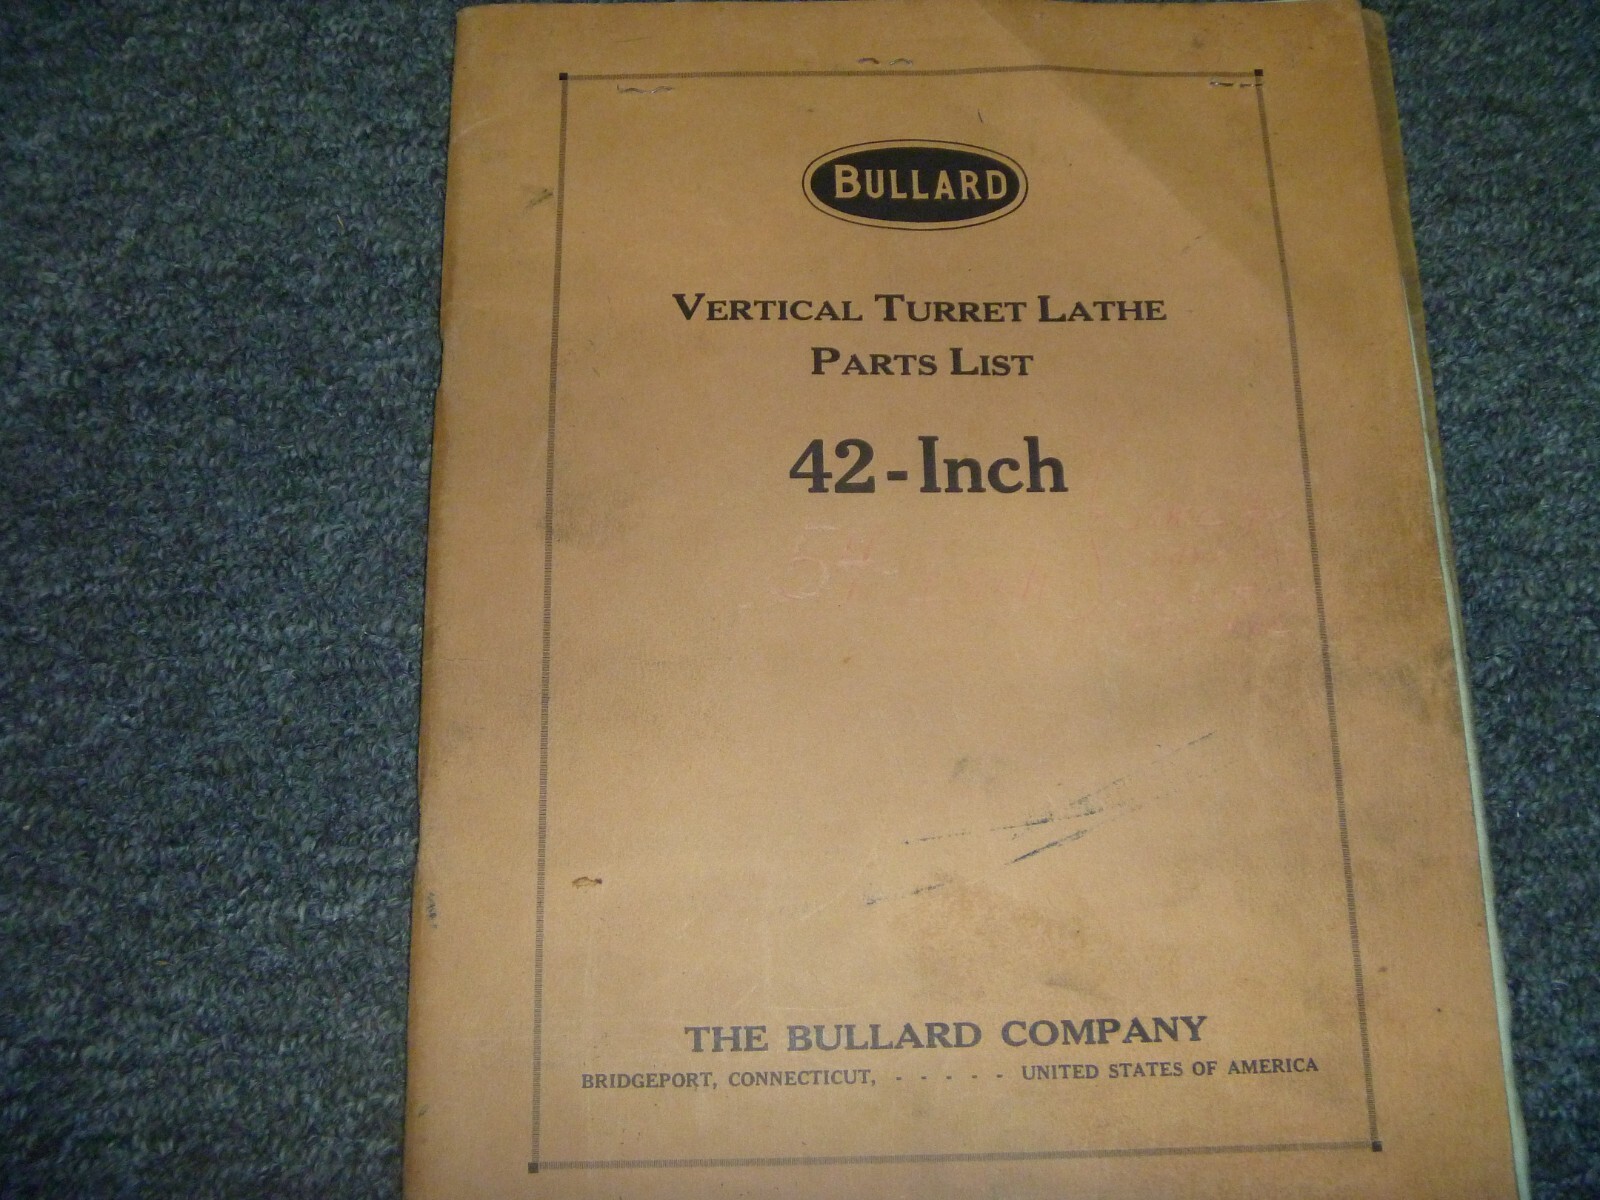 BULLARD
VERTICAL TURRET LATHE
PARTS LIST
42-Inch
THE BULLARD COMPANY
BRIDGEPORT, CONNECTICUT, - - - - - UNITED STATES OF AMERICA